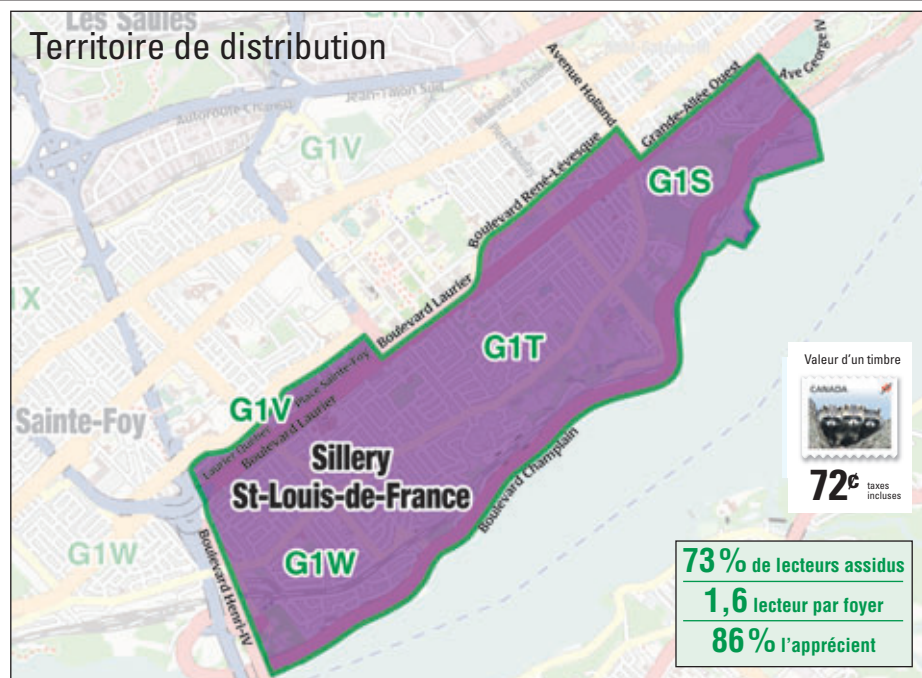 Les Saules
Territoire de distribution
Avenue Holland
Grande-Allée Ouest
Ave George IV
Jean-Talon Sud
G1V
Boulevard René-Lévesque
G1S
1X
Boulevard Laurier
G1T
Valeur d'un timbre
CANADA
72¢ taxes incluses
Place Sainte-Foy
G1V
Sainte-Foy
Laurier Québec
Boulevard Laurier
Sillery
St-Louis-de-France
Boulevard Champlain
G1W
G1W
Boulevard Henri-IV
73 % de lecteurs assidus
1,6 lecteur par foyer
86 % l'apprécient